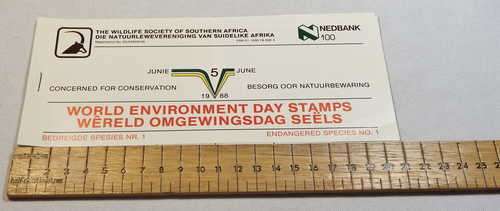 THE WILDLIFE SOCIETY OF SOUTHERN AFRICA
DIE NATUURLEWEVERENIGING VAN SUIDELIKE AFRIKA
NEDBANK
100
JUNIE 5 JUNE
CONCERNED FOR CONSERVATION
BESORG OOR NATUURBEWARING
1988
WORLD ENVIRONMENT DAY STAMPS
WÊRELD OMGEWINGSDAG SEËLS
BEDREIGDE SPESIES NR. 1
ENDANGERED SPECIES NO. 1
1 2 3 4 5 6 7 8 9 10 11 12 13 14 15 16 17 18 19 20 21 22 23 24 25